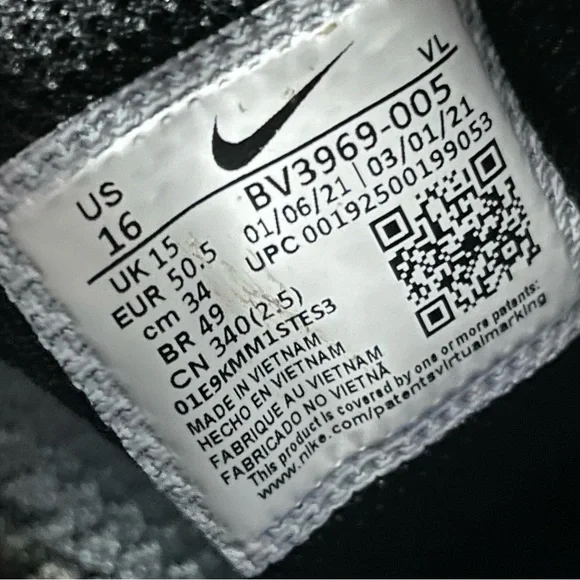 VL
US
16
BV3969-005
01/06/21 | 03/01/21
UPC 00192500199053
UK 15
EUR 50.5
cm 34
BR 49
CN 340(2.5)
01E9KMM1STES3
MADE IN VIETNAM
HECHO EN VIETNAM
FABRIQUE AU VIETNAM
FABRICADO NO VIETNÃ
This product is covered by one or more patents:
www.nike.com/patentsvirtualmarking